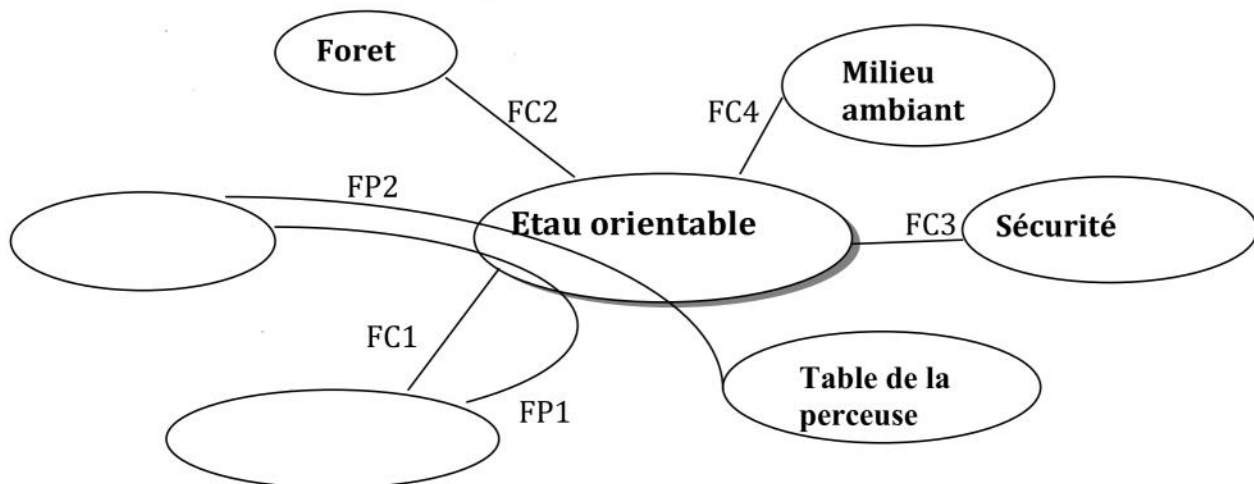 Foret
Milieu
ambiant
FC2
FC4
FP2
Etau orientable
FC3
Sécurité
FC1
Table de la
perceuse
FP1